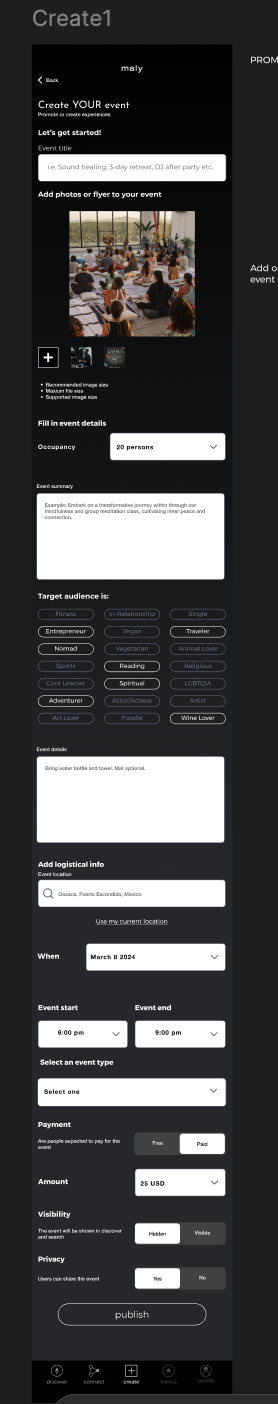 Create1
PROM
maly
Back
Create YOUR event
Promote or create experiences
Let's get started!
Event title
i.e. Sound healing, 3-day retreat, DJ after party etc.
Add photos or flyer to your event
Add o
event
Recommended image size
Maxium file size
Supported image size
Fill in event details
Occupancy
20 persons
Event summary
Example: Embark on a transformative journey within through our
mindfulness and group meditation class, cultivating inner peace and
connection.
Target audience is:
Fitness In-Relationship Single
Entrepreneur Vegan Traveler
Nomad Vegetarian Animal Lover
Sports Reading Religious
Cont Learner Spiritual LGBTQIA
Adventurer Actor/Actress Artist
Art Lover Foodie Wine Lover
Event details
Bring water bottle and towel. Mat optional.
Add logistical info
Event location
Oaxaca, Puerto Escondido, Mexico
Use my current location
When
March 8 2024
Event start Event end
6:00 pm 9:00 pm
Select an event type
Select one
Payment
Are people expected to pay for the
event
Free Paid
Amount
25 USD
Visibility
The event will be shown in discover
and search
Hidden Visible
Privacy
Users can share the event
Yes No
publish
discover connect create events profile